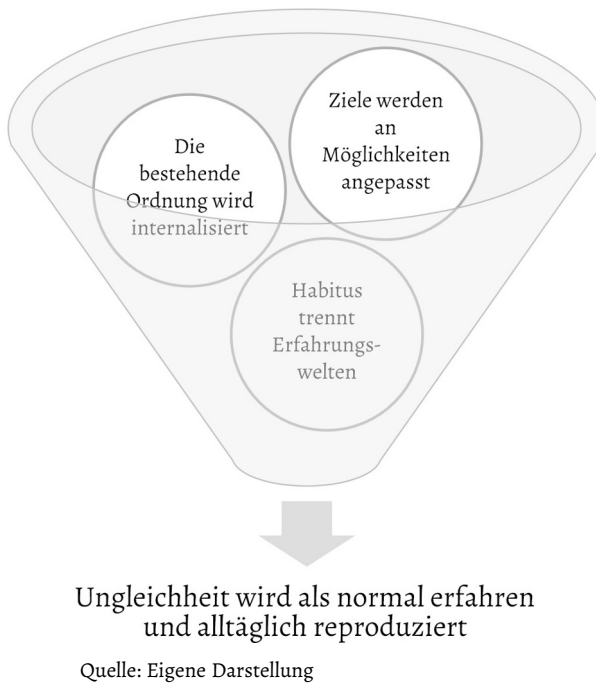 Ziele werden
an
Möglichkeiten
angepasst
Die
bestehende
Ordnung wird
internalisiert
Habitus
trennt
Erfahrungs-
welten
Ungleichheit wird als normal erfahren
und alltäglich reproduziert
Quelle: Eigene Darstellung